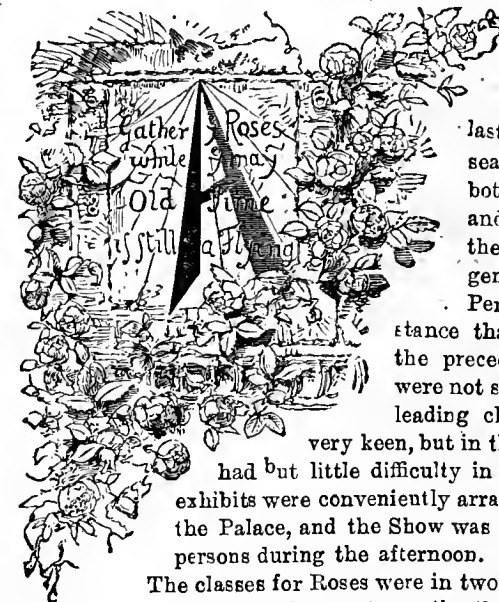 Gather y Roses
while y may
Old Time
is still a Flying
last
sea
bot
and
the
gen
Per
stance tha
the prece
were not s
leading cl
very keen, but in th
had but little difficulty in
exhibits were conveniently arra
the Palace, and the Show was
persons during the afternoon.
The classes for Roses were in two